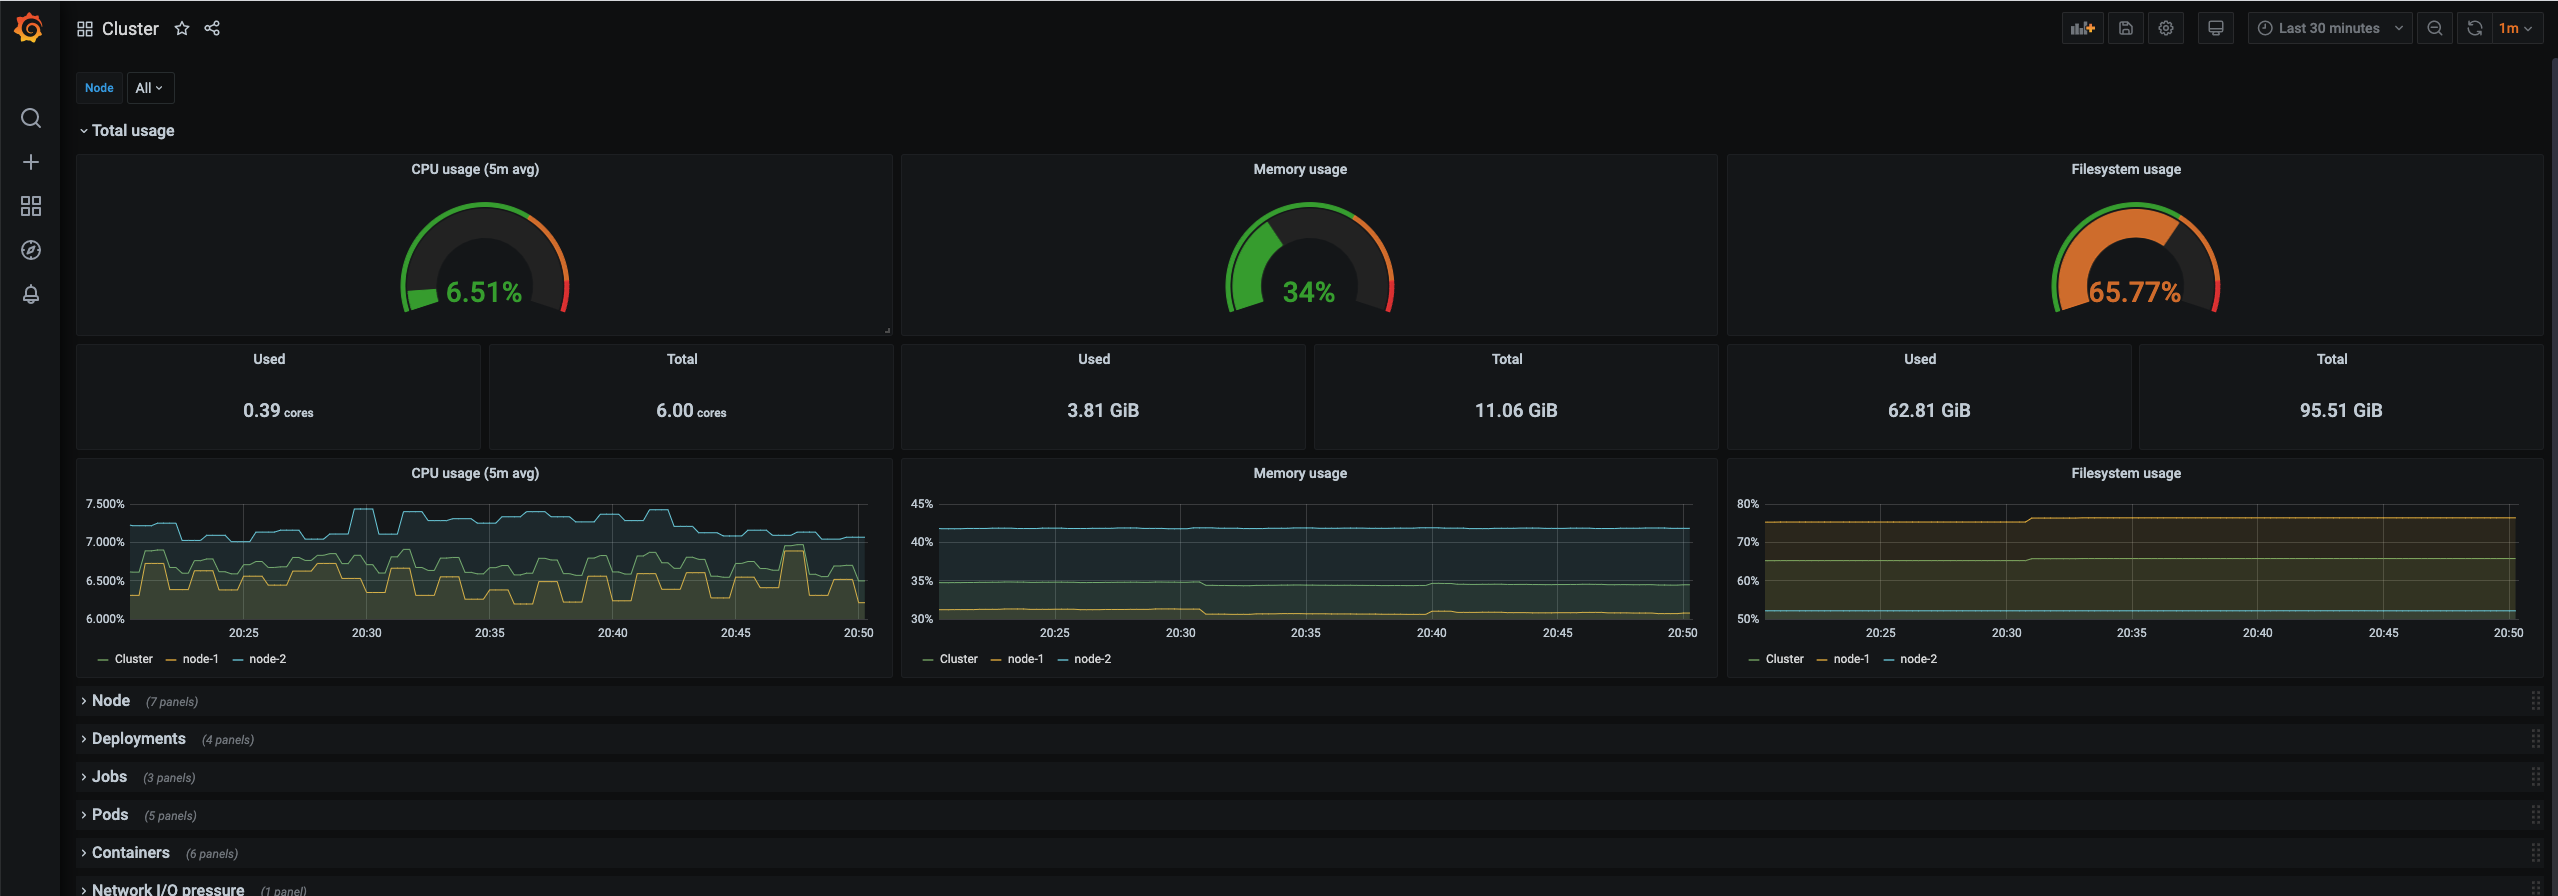 Cluster
Last 30 minutes
1m
Node
All
Total usage
CPU usage (5m avg)
6.51%
Memory usage
34%
Filesystem usage
65.77%
Used
0.39 cores
Total
6.00 cores
Used
3.81 GiB
Total
11.06 GiB
Used
62.81 GiB
Total
95.51 GiB
CPU usage (5m avg)
7.500%
7.000%
6.500%
6.000%
20:25 20:30 20:35 20:40 20:45 20:50
Cluster node-1 node-2
Memory usage
45%
40%
35%
30%
20:25 20:30 20:35 20:40 20:45 20:50
Cluster node-1 node-2
Filesystem usage
80%
70%
60%
50%
20:25 20:30 20:35 20:40 20:45 20:50
Cluster node-1 node-2
Node (7 panels)
Deployments (4 panels)
Jobs (3 panels)
Pods (5 panels)
Containers (6 panels)
Network I/O pressure (1 panel)